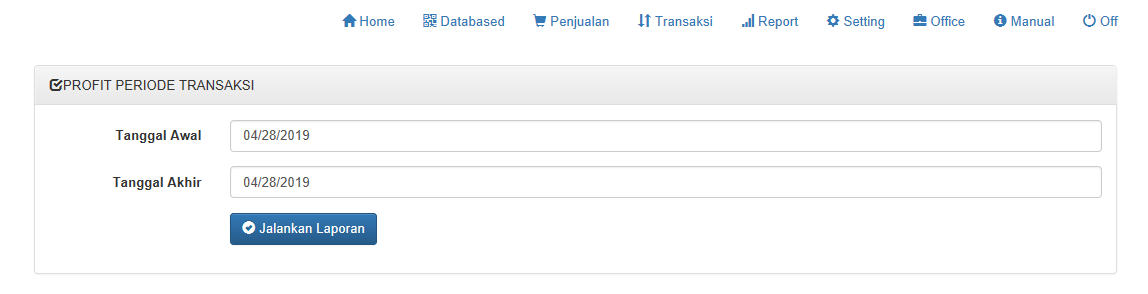 Home Databased Penjualan Transaksi Report Setting Office Manual Off
PROFIT PERIODE TRANSAKSI
Tanggal Awal 04/28/2019
Tanggal Akhir 04/28/2019
Jalankan Laporan